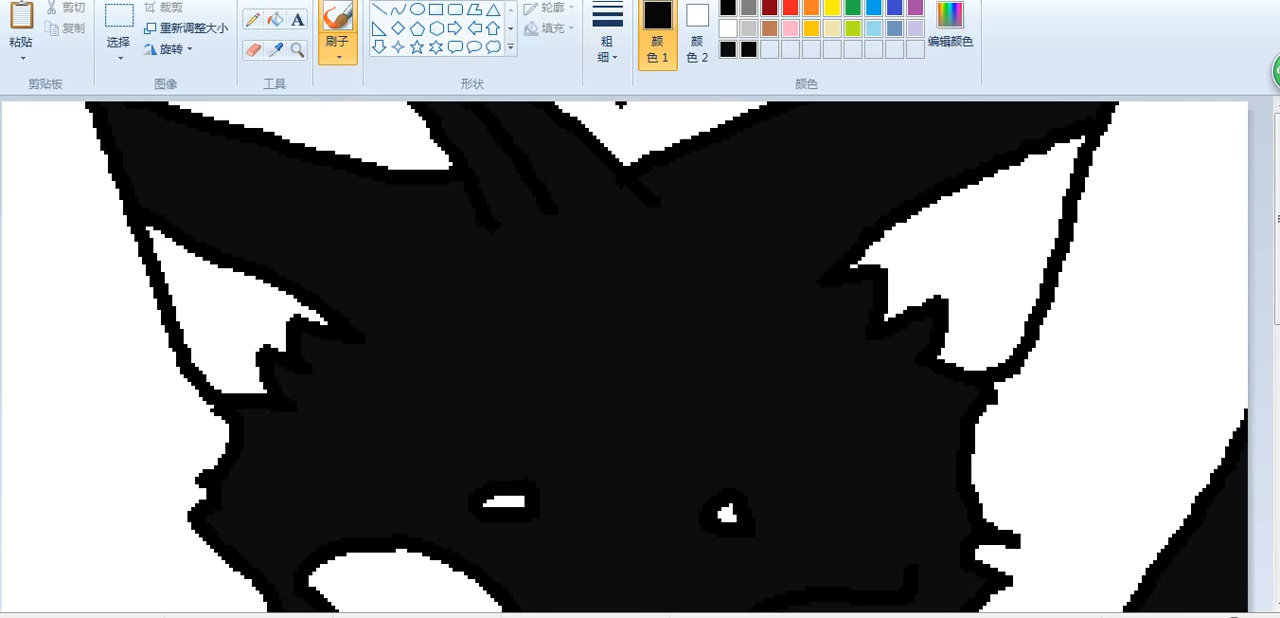 剪切
复制
粘贴
剪贴板
选择
裁剪
重新调整大小
旋转
图像
A
工具
刷子
轮廓
填充
形状
粗
细
颜
色 1
颜
色 2
编辑颜色
颜色